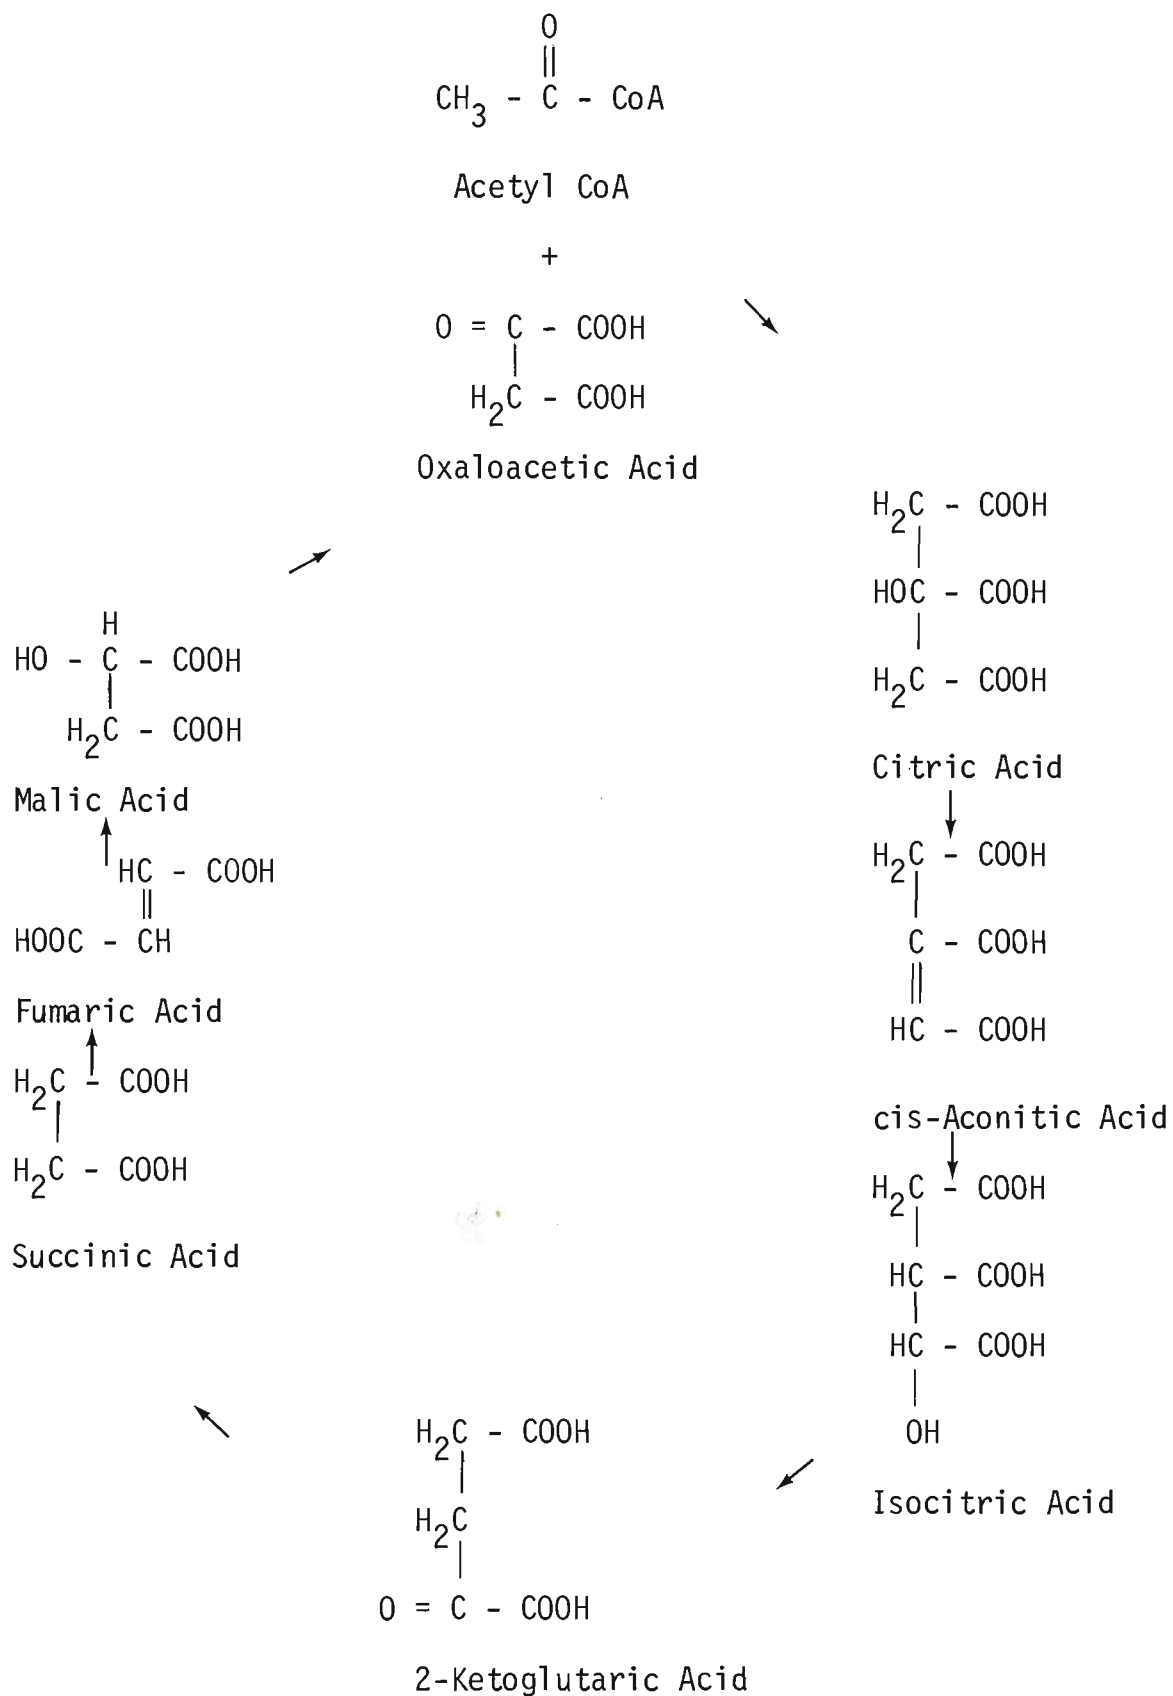 O
||
CH3 - C - CoA
Acetyl CoA
+
O = C - COOH
|
H2C - COOH
Oxaloacetic Acid
H2C - COOH
|
HOC - COOH
|
H2C - COOH
Citric Acid
H2C - COOH
|
C - COOH
||
HC - COOH
cis-Aconitic Acid
H2C - COOH
|
HC - COOH
|
HC - COOH
|
OH
Isocitric Acid
H2C - COOH
|
H2C
|
O = C - COOH
2-Ketoglutaric Acid
H2C - COOH
|
H2C - COOH
Succinic Acid
HC - COOH
||
HOOC - CH
Fumaric Acid
H
HO - C - COOH
|
H2C - COOH
Malic Acid